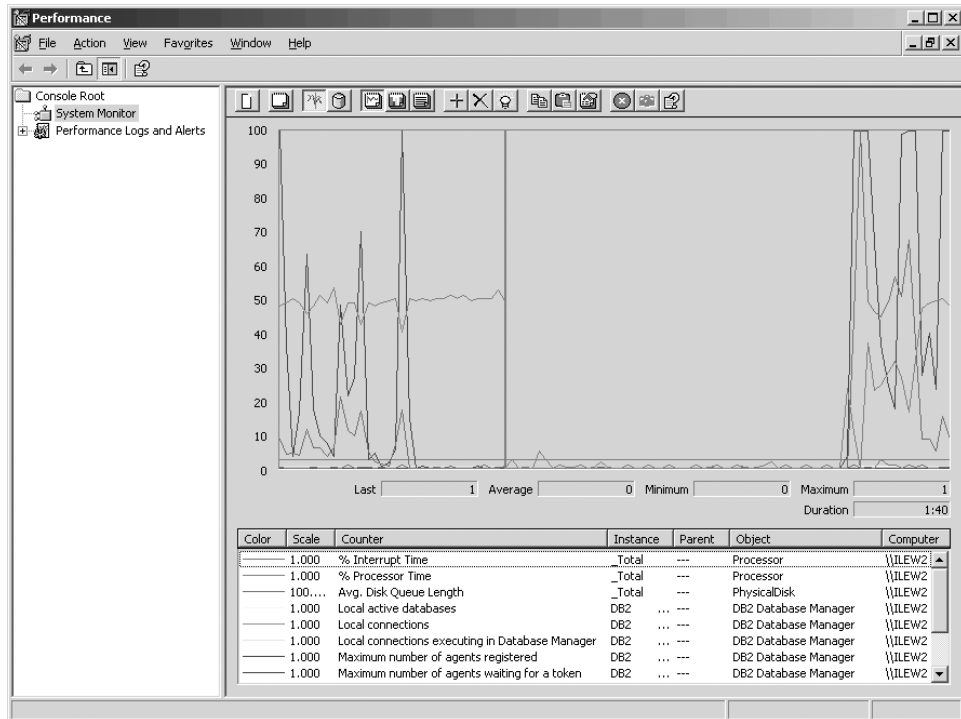 Performance
File Action View Favorites Window Help
Console Root
System Monitor
Performance Logs and Alerts
100
90
80
70
60
50
40
30
20
10
0
Last 1 Average 0 Minimum 0 Maximum 1
Duration 1:40
Color Scale Counter Instance Parent Object Computer
1.000 % Interrupt Time _Total --- Processor \\ILEW2
1.000 % Processor Time _Total --- Processor \\ILEW2
100.... Avg. Disk Queue Length _Total --- PhysicalDisk \\ILEW2
1.000 Local active databases DB2 ... --- DB2 Database Manager \\ILEW2
1.000 Local connections DB2 ... --- DB2 Database Manager \\ILEW2
1.000 Local connections executing in Database Manager DB2 ... --- DB2 Database Manager \\ILEW2
1.000 Maximum number of agents registered DB2 ... --- DB2 Database Manager \\ILEW2
1.000 Maximum number of agents waiting for a token DB2 ... --- DB2 Database Manager \\ILEW2